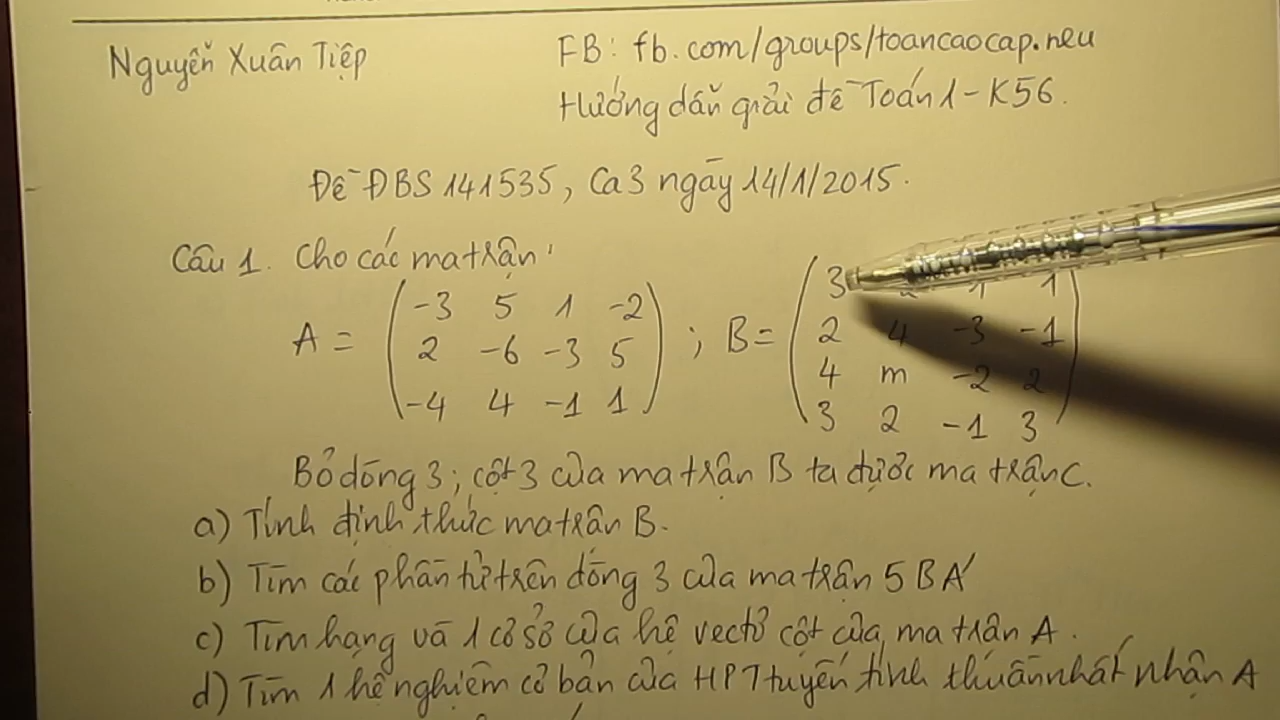 Nguyễn Xuân Tiệp
FB: fb.com/groups/toancaocap.neu
Hướng dẫn giải đề Toán 1 - K56.
Đề ĐBS 141535, Ca 3 ngày 14/1/2015.
Câu 1. Cho các ma trận:
A = ( -3 5 1 -2 ; 2 -6 -3 5 ; -4 4 -1 1 ) ; B = ( 3 1 ; 2 4 -3 -1 ; 4 m -2 2 ; 3 2 -1 3 )
Bỏ dòng 3; cột 3 của ma trận B ta được ma trận C.
a) Tính định thức ma trận B.
b) Tìm các phần tử trên dòng 3 của ma trận 5BA'
c) Tìm hạng và 1 cơ sở của hệ vectơ cột của ma trận A.
d) Tìm 1 hệ nghiệm cơ bản của HPT tuyến tính thuần nhất nhận A